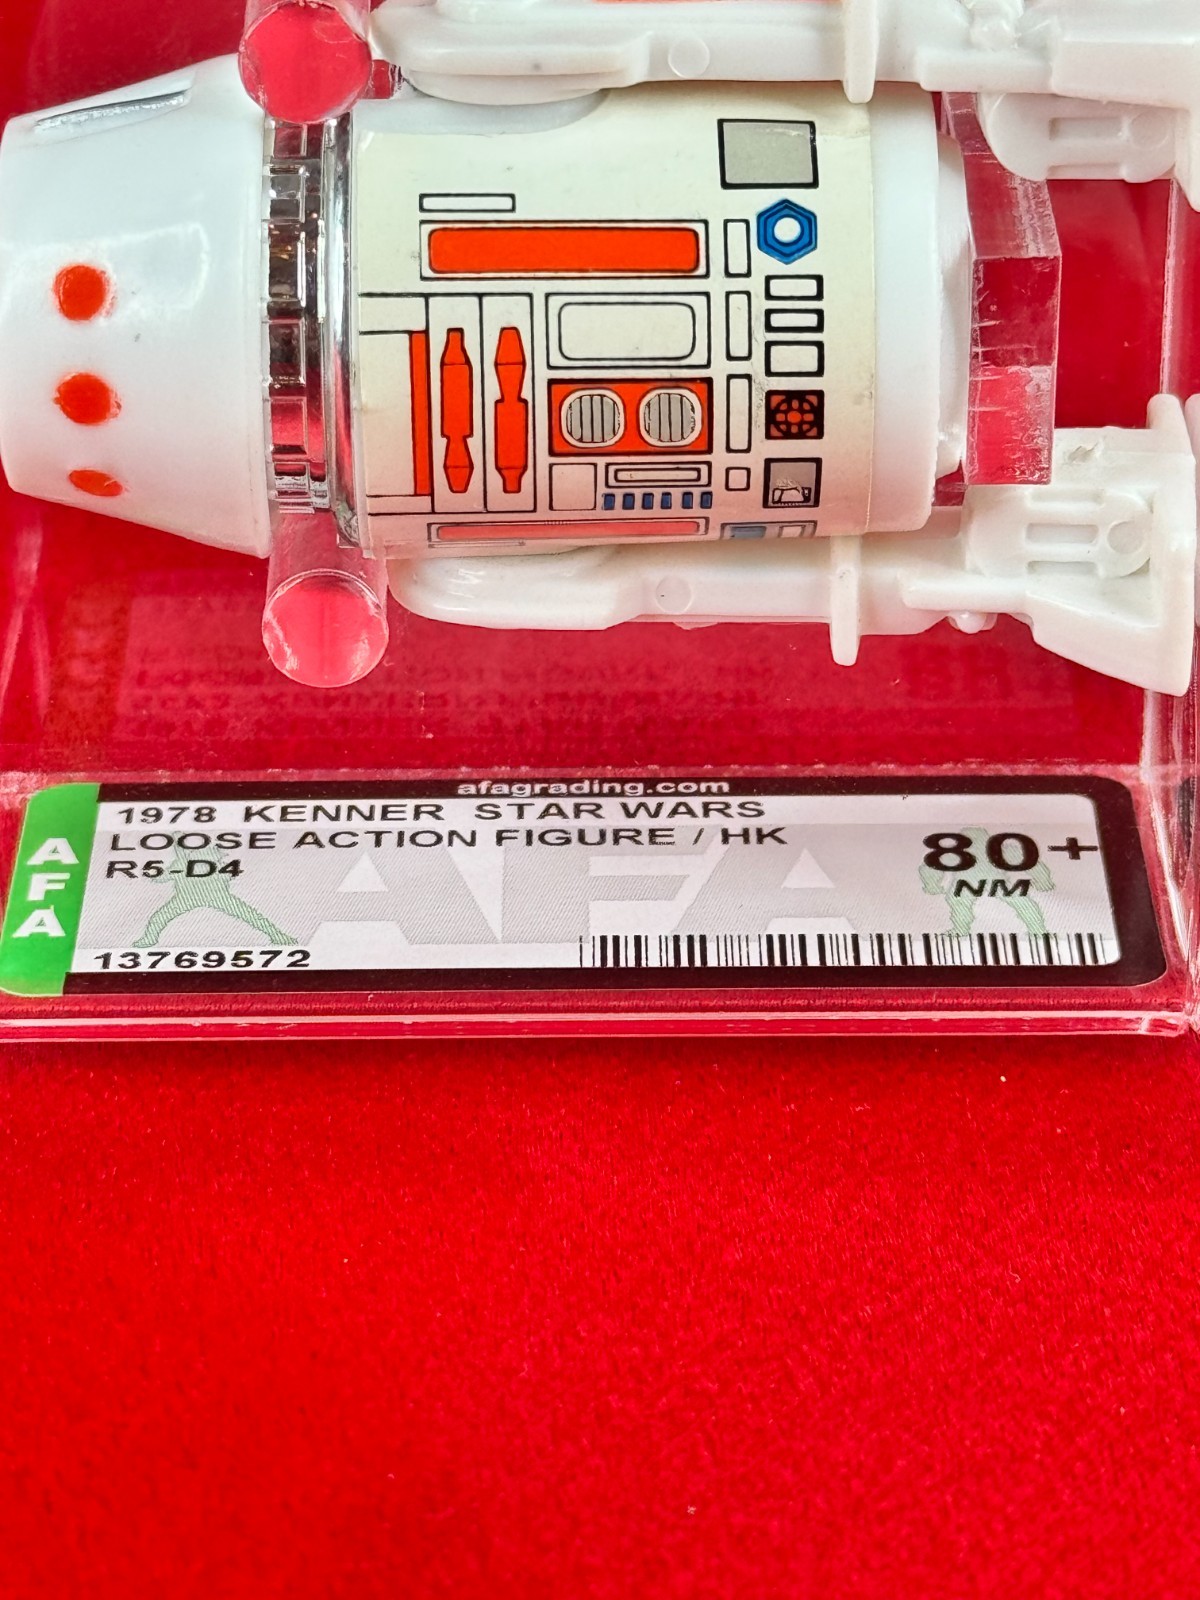 afagrading.com
1978 KENNER STAR WARS
LOOSE ACTION FIGURE / HK
R5-D4
80+
NM
AFA
AFA
13769572